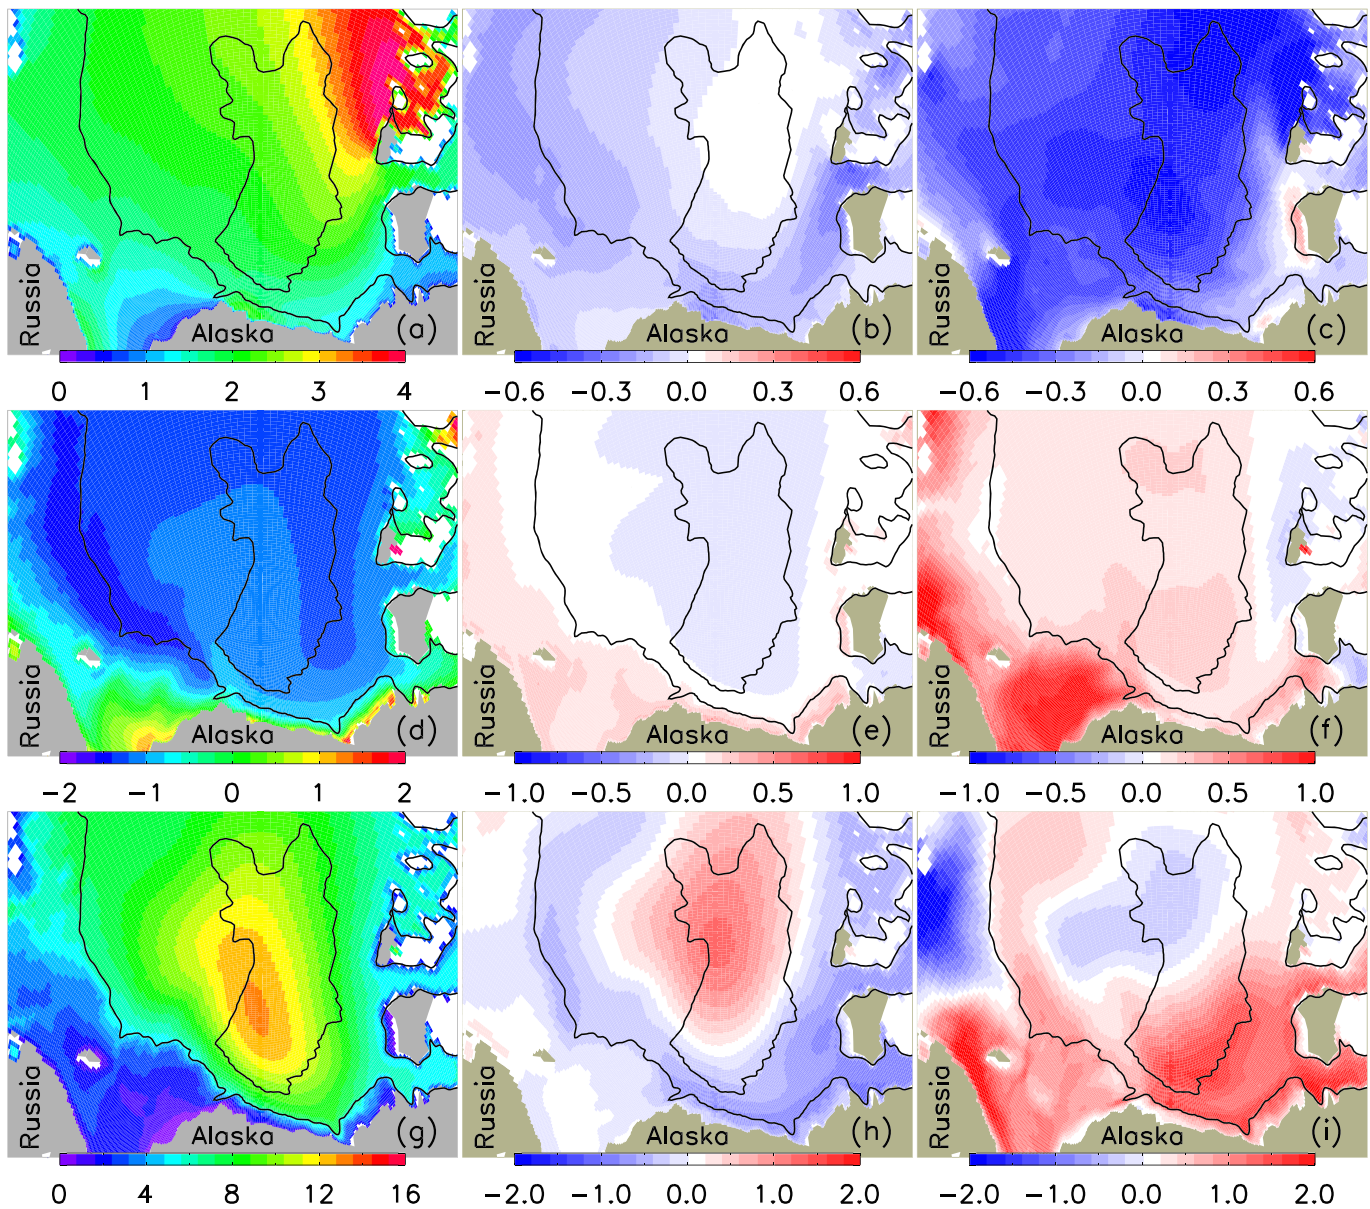 Russia Alaska (a)
Russia Alaska (b)
Russia Alaska (c)
0 1 2 3 4
−0.6 −0.3 0.0 0.3 0.6
−0.6 −0.3 0.0 0.3 0.6
Russia Alaska (d)
Russia Alaska (e)
Russia Alaska (f)
−2 −1 0 1 2
−1.0 −0.5 0.0 0.5 1.0
−1.0 −0.5 0.0 0.5 1.0
Russia Alaska (g)
Russia Alaska (h)
Russia Alaska (i)
0 4 8 12 16
−2.0 −1.0 0.0 1.0 2.0
−2.0 −1.0 0.0 1.0 2.0